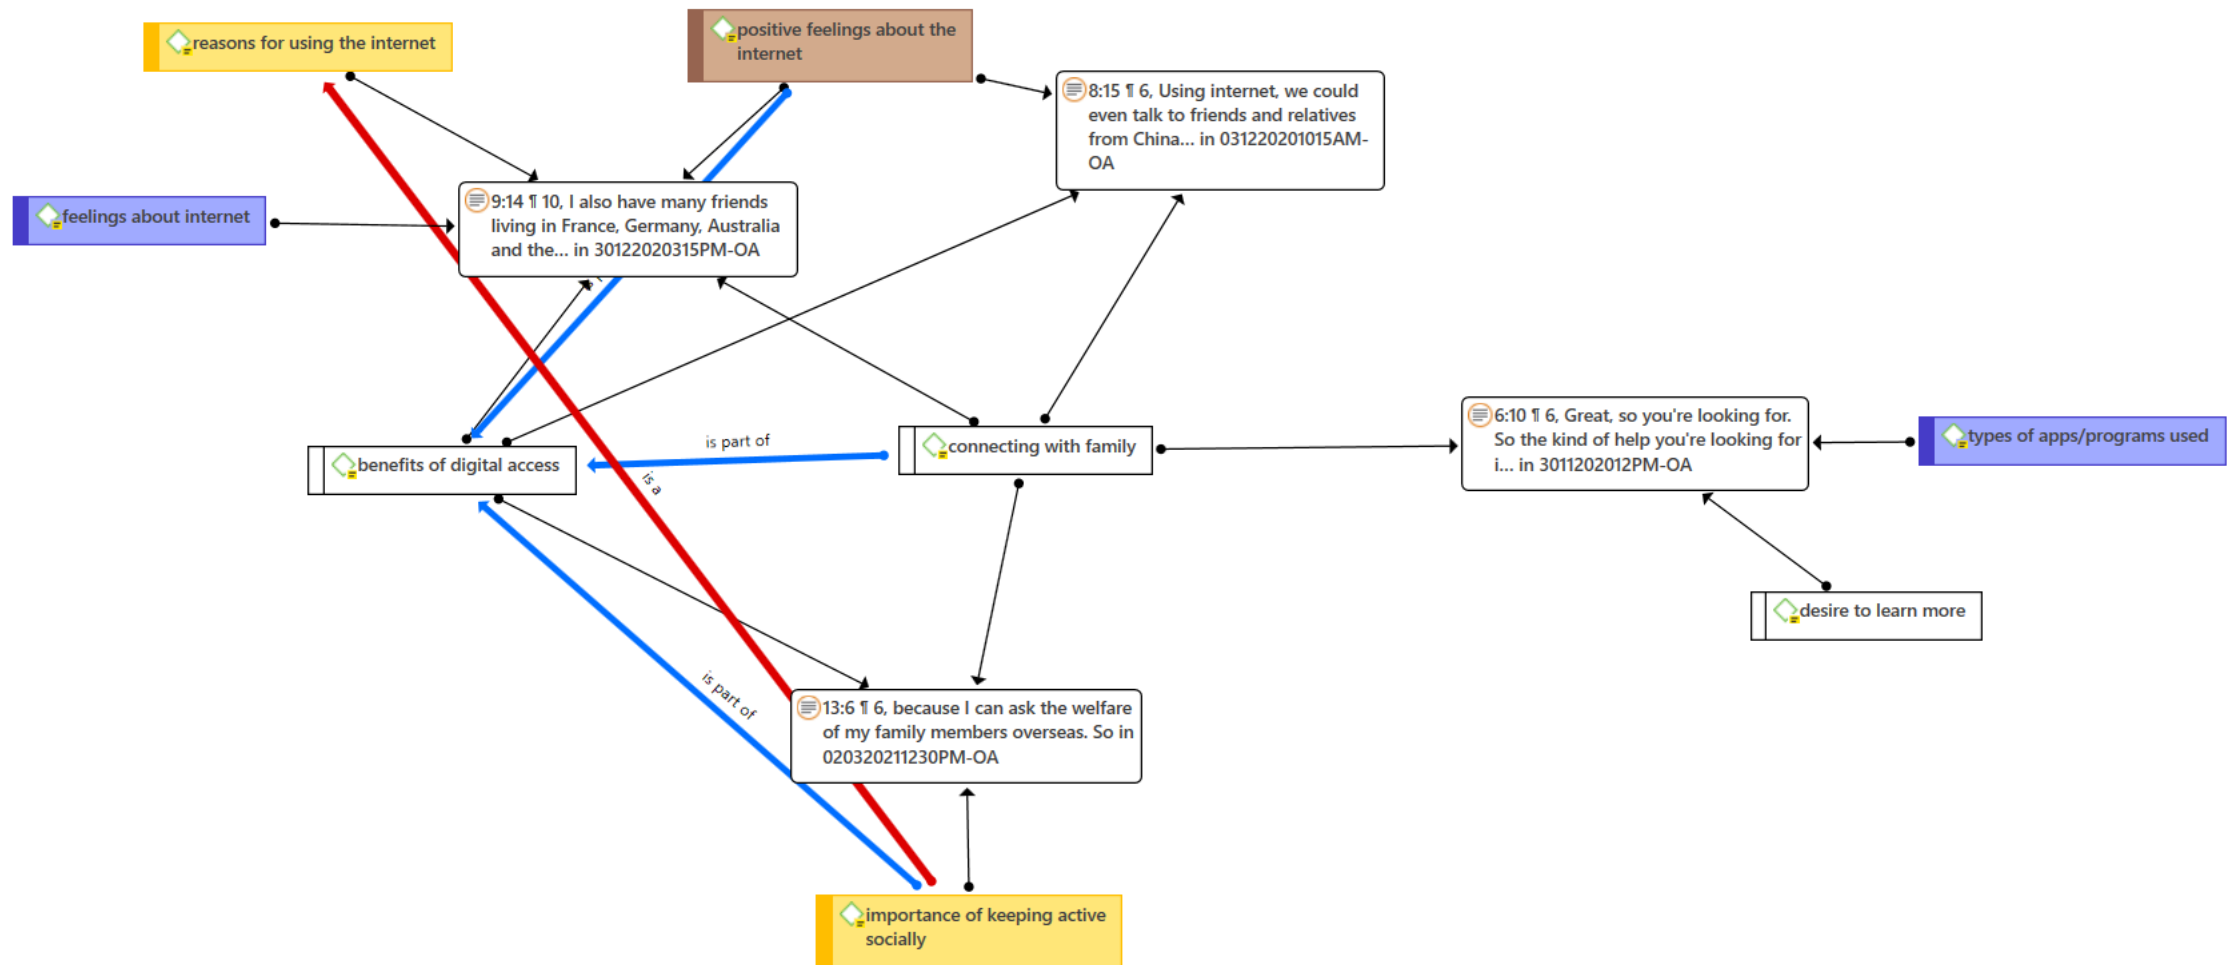 reasons for using the internet
positive feelings about the
internet
8:15 ¶ 6, Using internet, we could
even talk to friends and relatives
from China... in 031220201015AM-
OA
9:14 ¶ 10, I also have many friends
living in France, Germany, Australia
and the... in 30122020315PM-OA
feelings about internet
is part of
connecting with family
benefits of digital access
is a
6:10 ¶ 6, Great, so you're looking for.
So the kind of help you're looking for
i... in 3011202012PM-OA
types of apps/programs used
desire to learn more
is part of
13:6 ¶ 6, because I can ask the welfare
of my family members overseas. So in
020320211230PM-OA
importance of keeping active
socially